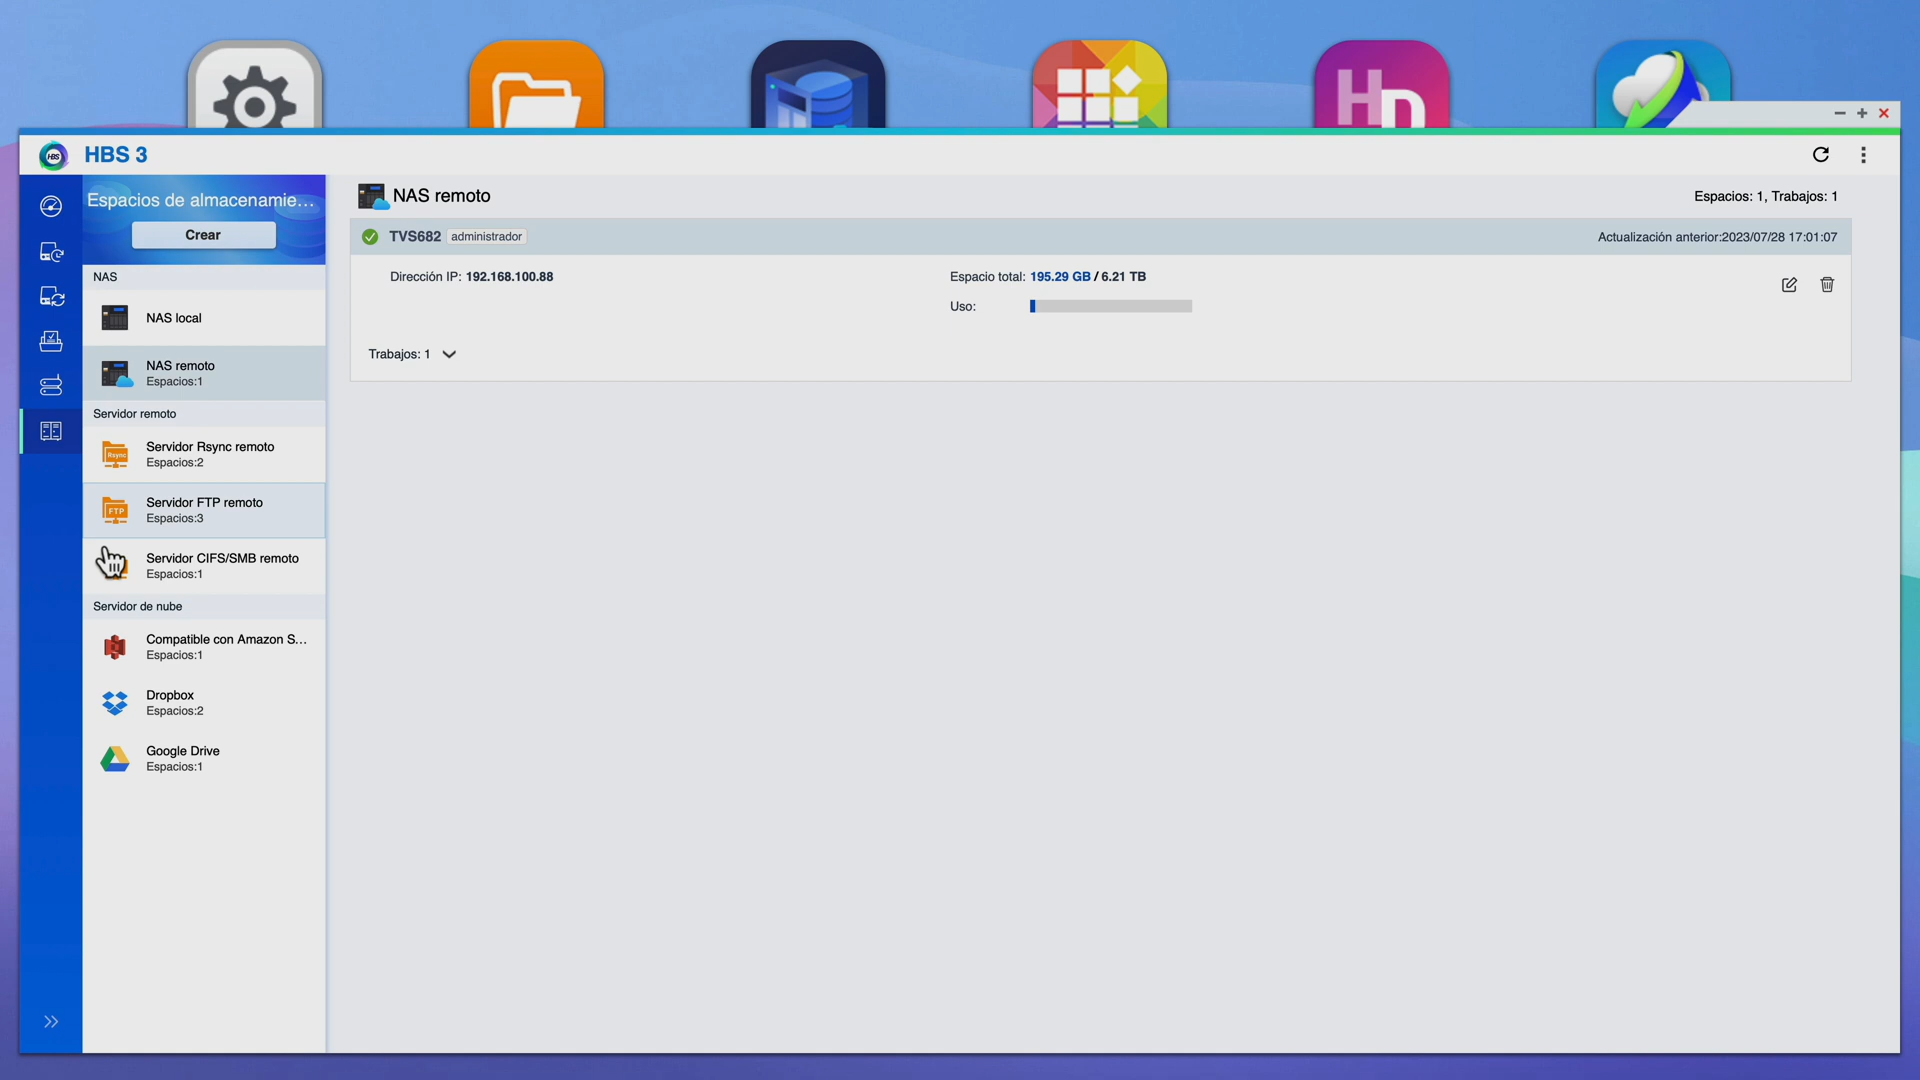 HBS 3
Espacios de almacenamie...
Crear
NAS
NAS local
NAS remoto
Espacios:1
Servidor remoto
Rsync
Servidor Rsync remoto
Espacios:2
FTP
Servidor FTP remoto
Espacios:3
Servidor CIFS/SMB remoto
Espacios:1
Servidor de nube
Compatible con Amazon S...
Espacios:1
Dropbox
Espacios:2
Google Drive
Espacios:1
NAS remoto
Espacios: 1, Trabajos: 1
TVS682 administrador
Actualización anterior:2023/07/28 17:01:07
Dirección IP: 192.168.100.88
Espacio total: 195.29 GB / 6.21 TB
Uso:
Trabajos: 1